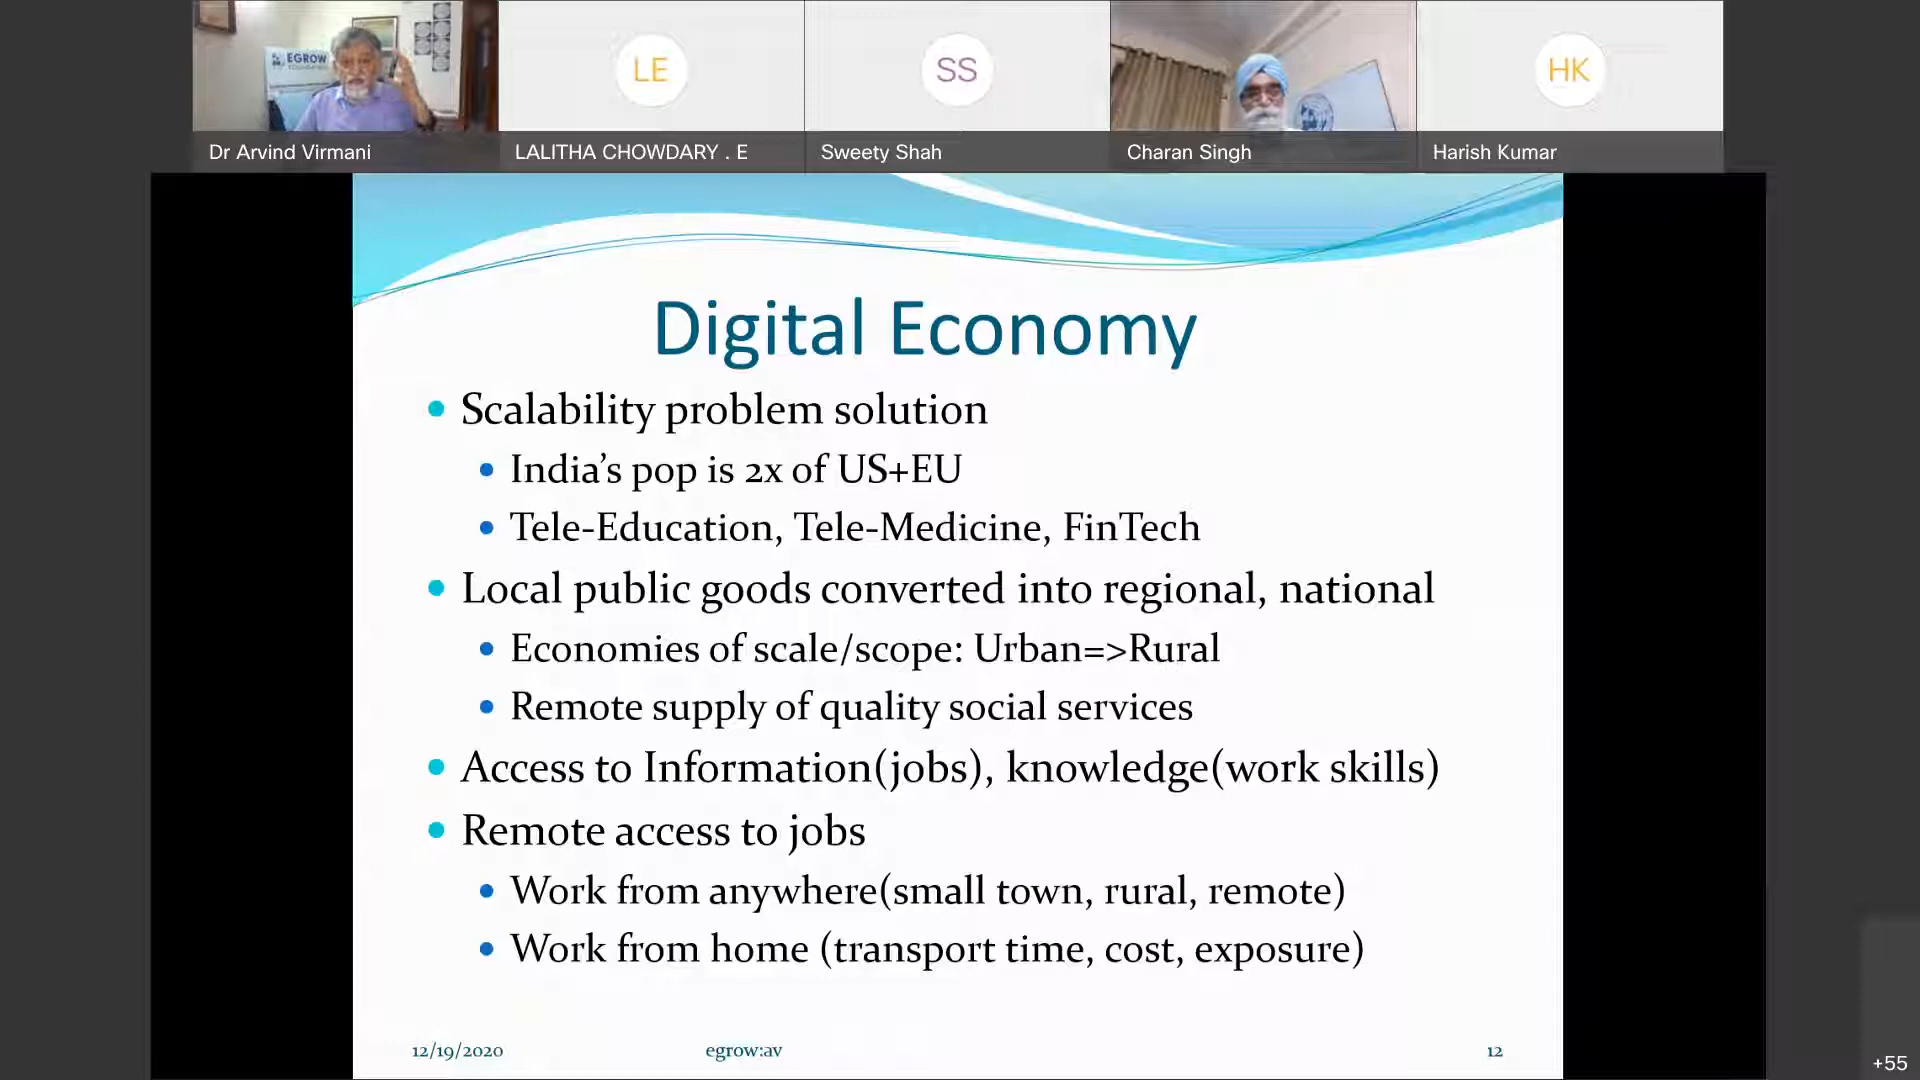 EGROW
LE
SS
HK
Dr Arvind Virmani
LALITHA CHOWDARY . E
Sweety Shah
Charan Singh
Harish Kumar
Digital Economy
Scalability problem solution
India’s pop is 2x of US+EU
Tele-Education, Tele-Medicine, FinTech
Local public goods converted into regional, national
Economies of scale/scope: Urban=>Rural
Remote supply of quality social services
Access to Information(jobs), knowledge(work skills)
Remote access to jobs
Work from anywhere(small town, rural, remote)
Work from home (transport time, cost, exposure)
12/19/2020
egrow:av
12
+55